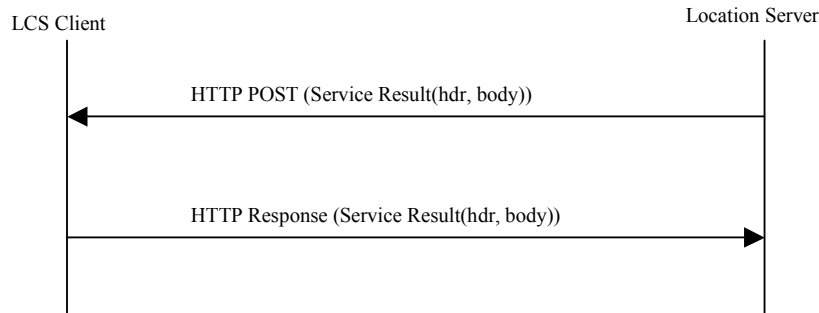 LCS Client
Location Server
HTTP POST (Service Result(hdr, body))
HTTP Response (Service Result(hdr, body))